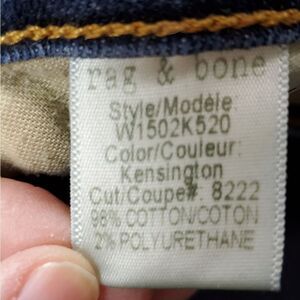 rag & bone
Style/Modèle
W1502K520
Color/Couleur:
Kensington
Cut/Coupe#: 8222
98% COTTON/COTON
2% POLYURETHANE